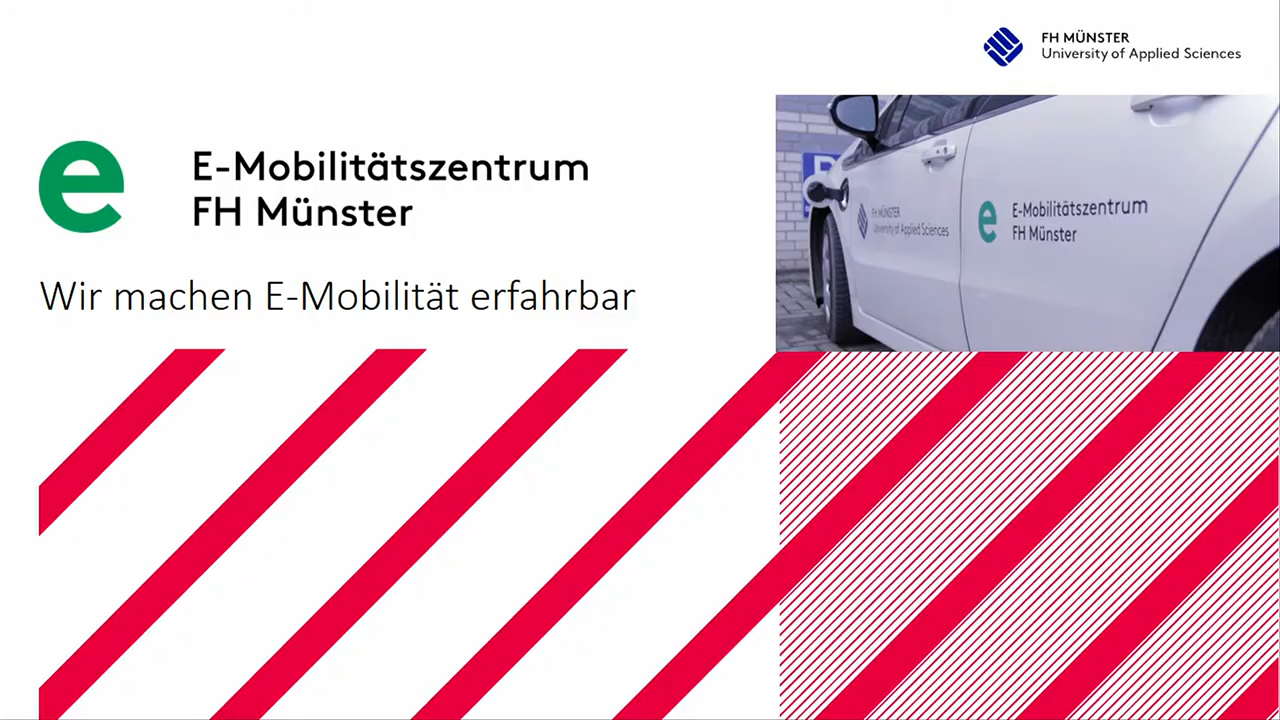 FH MÜNSTER
University of Applied Sciences
e
E-Mobilitätszentrum
FH Münster
Wir machen E-Mobilität erfahrbar
FH MÜNSTER
University of Applied Sciences
e
E-Mobilitätszentrum
FH Münster